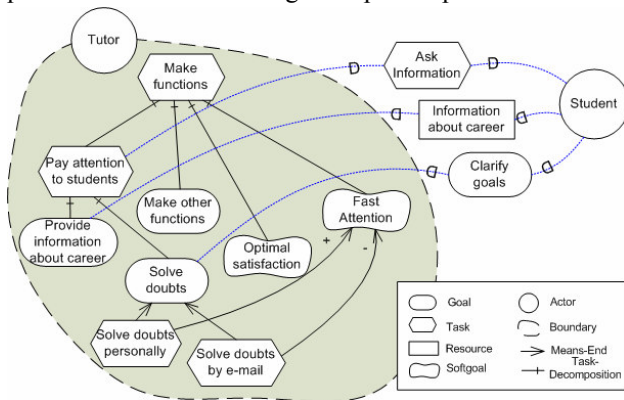 Tutor
Make
functions
Ask
Information
Student
Information
about career
Pay attention
to students
Clarify
goals
Make other
functions
Fast
Attention
Provide
information
about career
Optimal
satisfaction
+
-
Solve
doubts
Solve doubts
personally
Solve doubts
by e-mail
Goal
Actor
Task
Boundary
Resource
Means-End
Softgoal
Task-
Decomposition